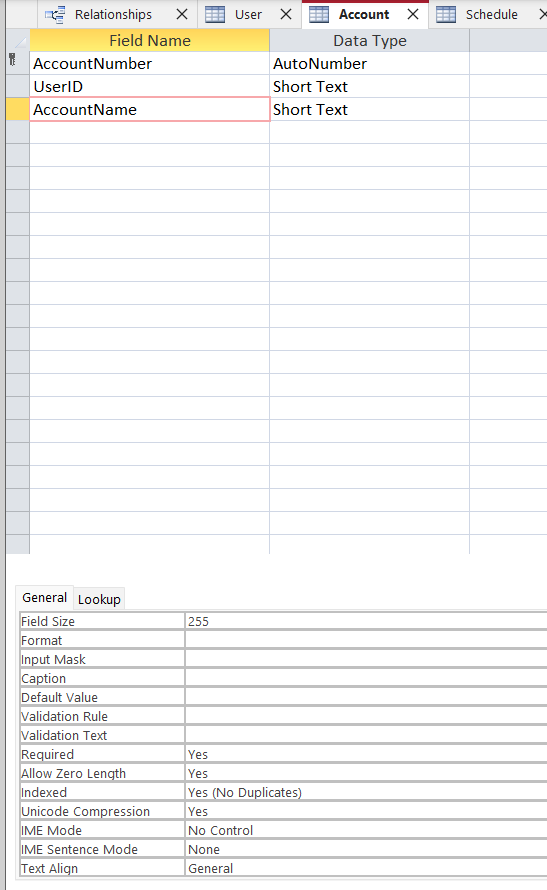 Relationships User Account Schedule
Field Name Data Type
AccountNumber AutoNumber
UserID Short Text
AccountName Short Text
General Lookup
Field Size 255
Format
Input Mask
Caption
Default Value
Validation Rule
Validation Text
Required Yes
Allow Zero Length Yes
Indexed Yes (No Duplicates)
Unicode Compression Yes
IME Mode No Control
IME Sentence Mode None
Text Align General